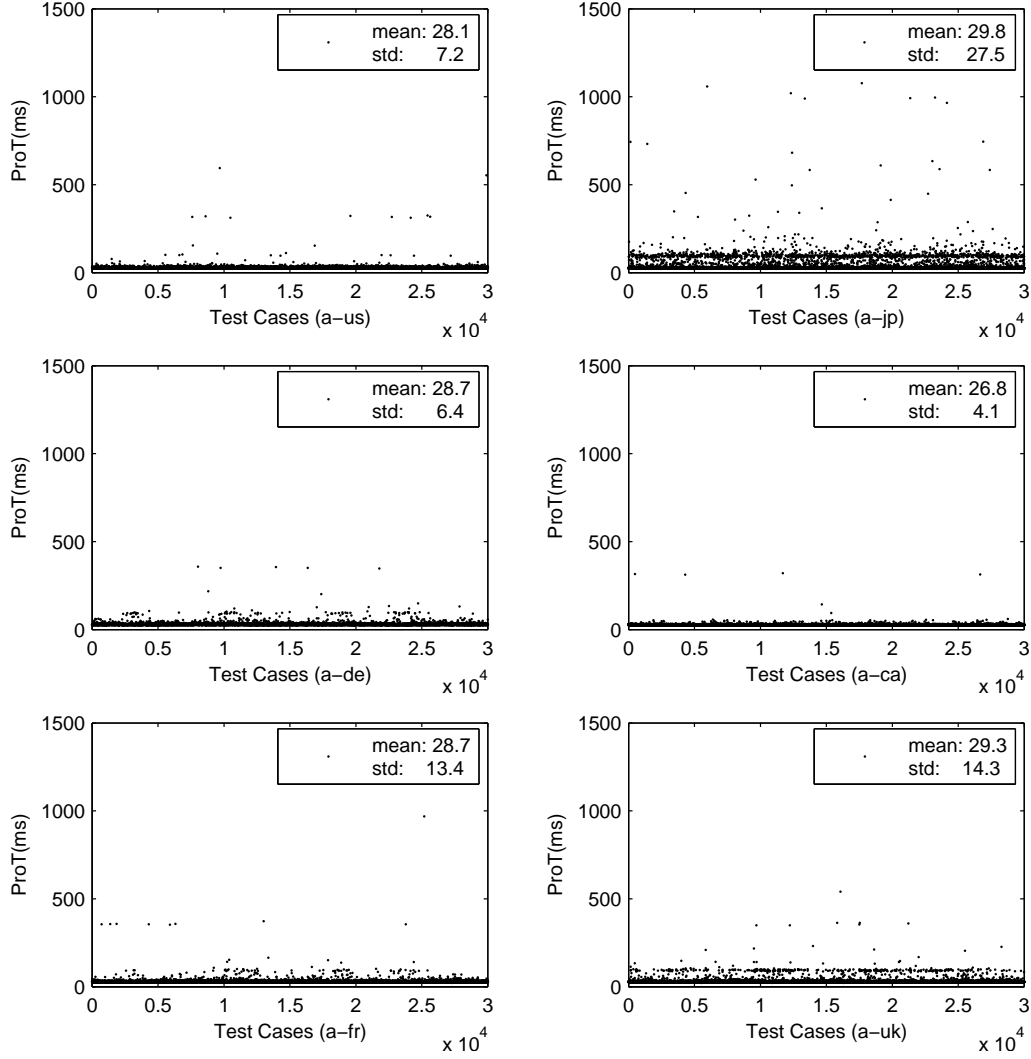 1500
1000
500
0
ProT(ms)
mean: 28.1
std: 7.2
0 0.5 1 1.5 2 2.5 3
Test Cases (a−us)
x 10^4
1500
1000
500
0
ProT(ms)
mean: 29.8
std: 27.5
0 0.5 1 1.5 2 2.5 3
Test Cases (a−jp)
x 10^4
1500
1000
500
0
ProT(ms)
mean: 28.7
std: 6.4
0 0.5 1 1.5 2 2.5 3
Test Cases (a−de)
x 10^4
1500
1000
500
0
ProT(ms)
mean: 26.8
std: 4.1
0 0.5 1 1.5 2 2.5 3
Test Cases (a−ca)
x 10^4
1500
1000
500
0
ProT(ms)
mean: 28.7
std: 13.4
0 0.5 1 1.5 2 2.5 3
Test Cases (a−fr)
x 10^4
1500
1000
500
0
ProT(ms)
mean: 29.3
std: 14.3
0 0.5 1 1.5 2 2.5 3
Test Cases (a−uk)
x 10^4